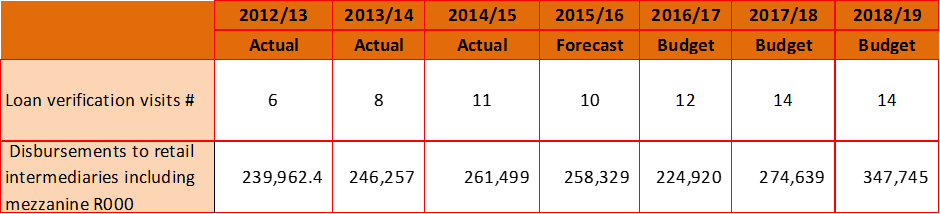 2012/13 2013/14 2014/15 2015/16 2016/17 2017/18 2018/19
Actual Actual Actual Forecast Budget Budget Budget
Loan verification visits # 6 8 11 10 12 14 14
Disbursements to retail
intermediaries including 239,962.4 246,257 261,499 258,329 224,920 274,639 347,745
mezzanine R000